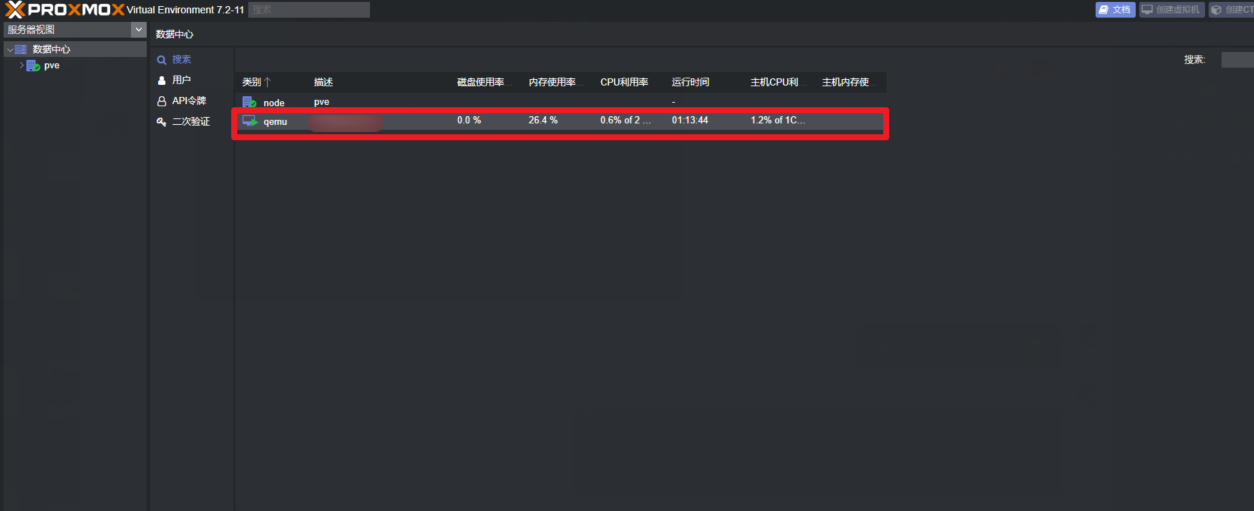 PROXMOX Virtual Environment 7.2-11 搜索 文档 创建虚拟机 创建CT
服务器视图
数据中心
pve
数据中心
搜索
用户
API令牌
二次验证
搜索:
类别 描述 磁盘使用率... 内存使用率... CPU利用率 运行时间 主机CPU利... 主机内存使...
node pve -
qemu 0.0 % 26.4 % 0.6% of 2 ... 01:13:44 1.2% of 1C...